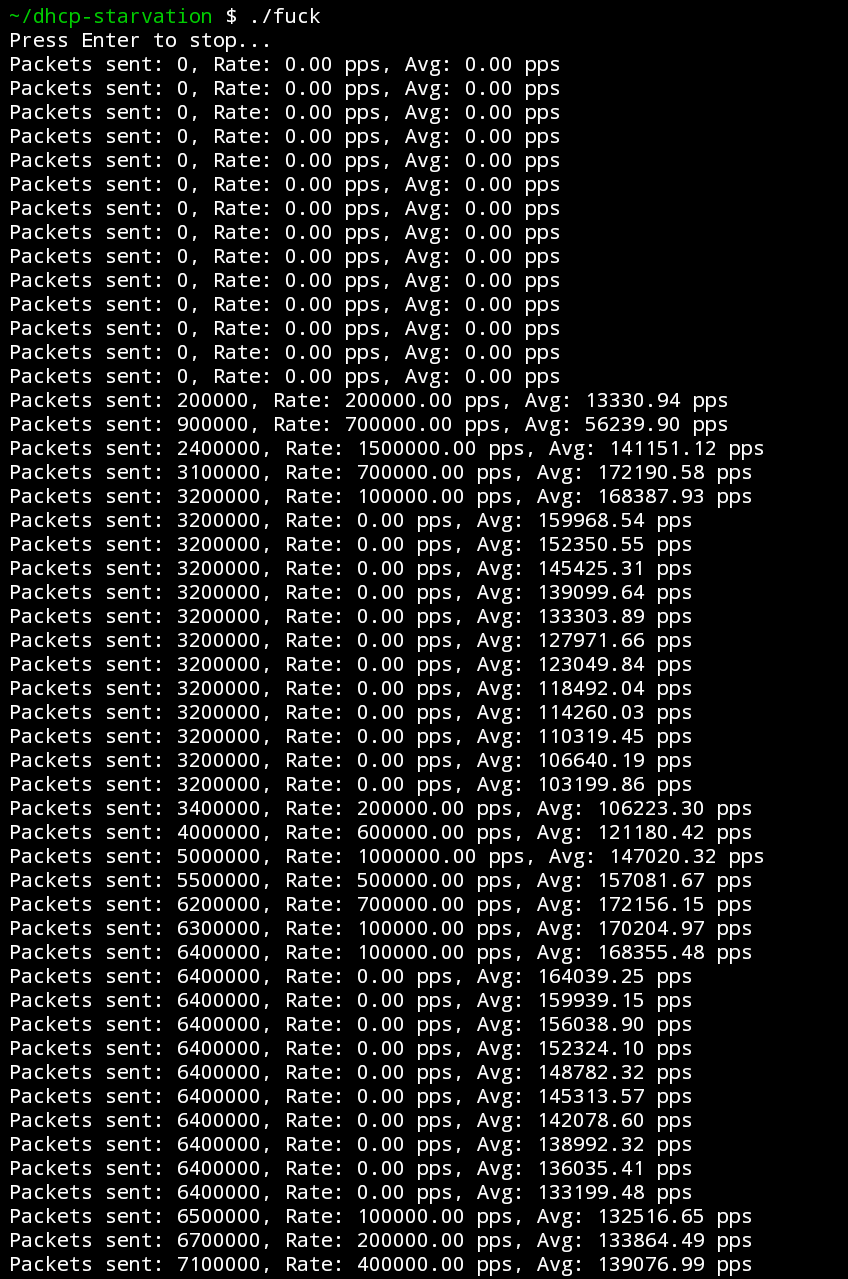 ~/dhcp-starvation $ ./fuck
Press Enter to stop...
Packets sent: 0, Rate: 0.00 pps, Avg: 0.00 pps
Packets sent: 0, Rate: 0.00 pps, Avg: 0.00 pps
Packets sent: 0, Rate: 0.00 pps, Avg: 0.00 pps
Packets sent: 0, Rate: 0.00 pps, Avg: 0.00 pps
Packets sent: 0, Rate: 0.00 pps, Avg: 0.00 pps
Packets sent: 0, Rate: 0.00 pps, Avg: 0.00 pps
Packets sent: 0, Rate: 0.00 pps, Avg: 0.00 pps
Packets sent: 0, Rate: 0.00 pps, Avg: 0.00 pps
Packets sent: 0, Rate: 0.00 pps, Avg: 0.00 pps
Packets sent: 0, Rate: 0.00 pps, Avg: 0.00 pps
Packets sent: 0, Rate: 0.00 pps, Avg: 0.00 pps
Packets sent: 0, Rate: 0.00 pps, Avg: 0.00 pps
Packets sent: 0, Rate: 0.00 pps, Avg: 0.00 pps
Packets sent: 0, Rate: 0.00 pps, Avg: 0.00 pps
Packets sent: 200000, Rate: 200000.00 pps, Avg: 13330.94 pps
Packets sent: 900000, Rate: 700000.00 pps, Avg: 56239.90 pps
Packets sent: 2400000, Rate: 1500000.00 pps, Avg: 141151.12 pps
Packets sent: 3100000, Rate: 700000.00 pps, Avg: 172190.58 pps
Packets sent: 3200000, Rate: 100000.00 pps, Avg: 168387.93 pps
Packets sent: 3200000, Rate: 0.00 pps, Avg: 159968.54 pps
Packets sent: 3200000, Rate: 0.00 pps, Avg: 152350.55 pps
Packets sent: 3200000, Rate: 0.00 pps, Avg: 145425.31 pps
Packets sent: 3200000, Rate: 0.00 pps, Avg: 139099.64 pps
Packets sent: 3200000, Rate: 0.00 pps, Avg: 133303.89 pps
Packets sent: 3200000, Rate: 0.00 pps, Avg: 127971.66 pps
Packets sent: 3200000, Rate: 0.00 pps, Avg: 123049.84 pps
Packets sent: 3200000, Rate: 0.00 pps, Avg: 118492.04 pps
Packets sent: 3200000, Rate: 0.00 pps, Avg: 114260.03 pps
Packets sent: 3200000, Rate: 0.00 pps, Avg: 110319.45 pps
Packets sent: 3200000, Rate: 0.00 pps, Avg: 106640.19 pps
Packets sent: 3200000, Rate: 0.00 pps, Avg: 103199.86 pps
Packets sent: 3400000, Rate: 200000.00 pps, Avg: 106223.30 pps
Packets sent: 4000000, Rate: 600000.00 pps, Avg: 121180.42 pps
Packets sent: 5000000, Rate: 1000000.00 pps, Avg: 147020.32 pps
Packets sent: 5500000, Rate: 500000.00 pps, Avg: 157081.67 pps
Packets sent: 6200000, Rate: 700000.00 pps, Avg: 172156.15 pps
Packets sent: 6300000, Rate: 100000.00 pps, Avg: 170204.97 pps
Packets sent: 6400000, Rate: 100000.00 pps, Avg: 168355.48 pps
Packets sent: 6400000, Rate: 0.00 pps, Avg: 164039.25 pps
Packets sent: 6400000, Rate: 0.00 pps, Avg: 159939.15 pps
Packets sent: 6400000, Rate: 0.00 pps, Avg: 156038.90 pps
Packets sent: 6400000, Rate: 0.00 pps, Avg: 152324.10 pps
Packets sent: 6400000, Rate: 0.00 pps, Avg: 148782.32 pps
Packets sent: 6400000, Rate: 0.00 pps, Avg: 145313.57 pps
Packets sent: 6400000, Rate: 0.00 pps, Avg: 142078.60 pps
Packets sent: 6400000, Rate: 0.00 pps, Avg: 138992.32 pps
Packets sent: 6400000, Rate: 0.00 pps, Avg: 136035.41 pps
Packets sent: 6400000, Rate: 0.00 pps, Avg: 133199.48 pps
Packets sent: 6500000, Rate: 100000.00 pps, Avg: 132516.65 pps
Packets sent: 6700000, Rate: 200000.00 pps, Avg: 133864.49 pps
Packets sent: 7100000, Rate: 400000.00 pps, Avg: 139076.99 pps